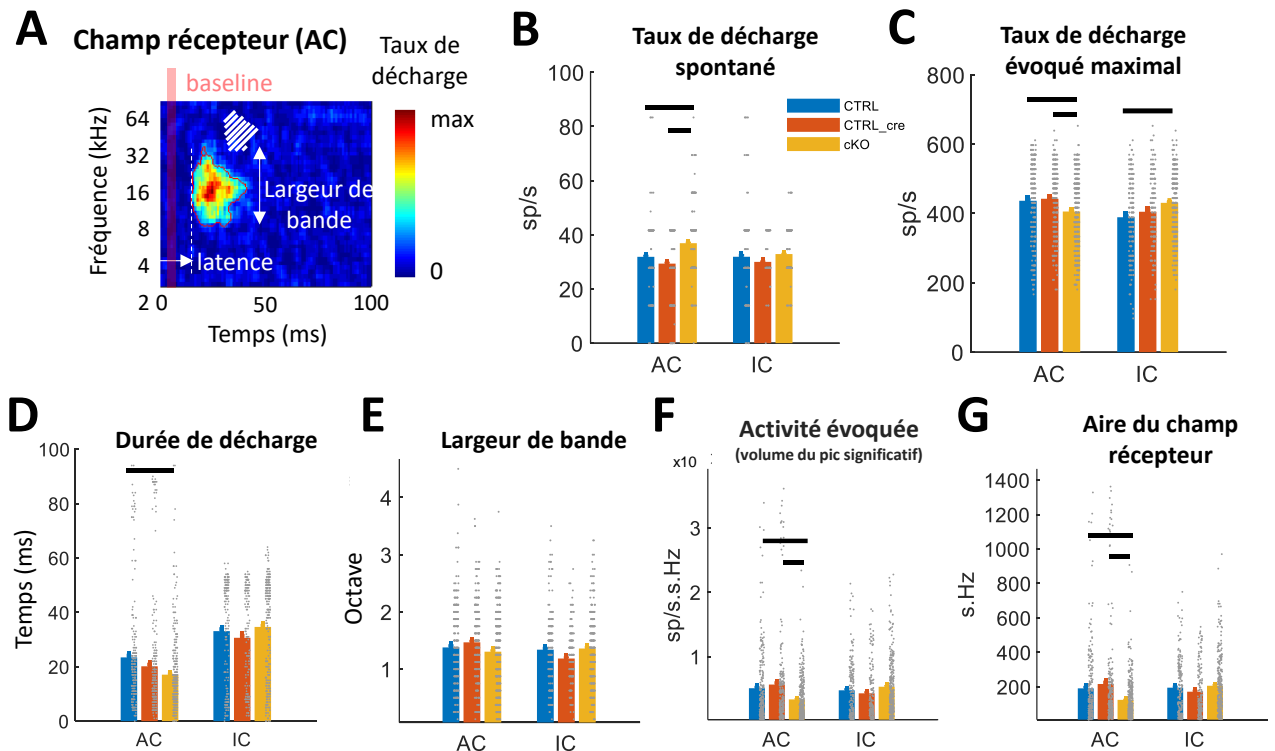 A
Champ récepteur (AC)
baseline
Taux de
décharge
max
0
Fréquence (kHz)
64
32
16
8
4
2
Largeur de
bande
latence
0
50
100
Temps (ms)
B
Taux de décharge
spontané
sp/s
100
80
60
40
20
0
CTRL
CTRL_cre
cKO
AC
IC
C
Taux de décharge
évoqué maximal
sp/s
800
600
400
200
0
AC
IC
D
Durée de décharge
Temps (ms)
100
80
60
40
20
0
AC
IC
E
Largeur de bande
Octave
4
3
2
1
AC
IC
F
Activité évoquée
(volume du pic significatif)
x10
sp/s.s.Hz
3
2
1
AC
IC
G
Aire du champ
récepteur
s.Hz
1400
1200
1000
800
600
400
200
AC
IC